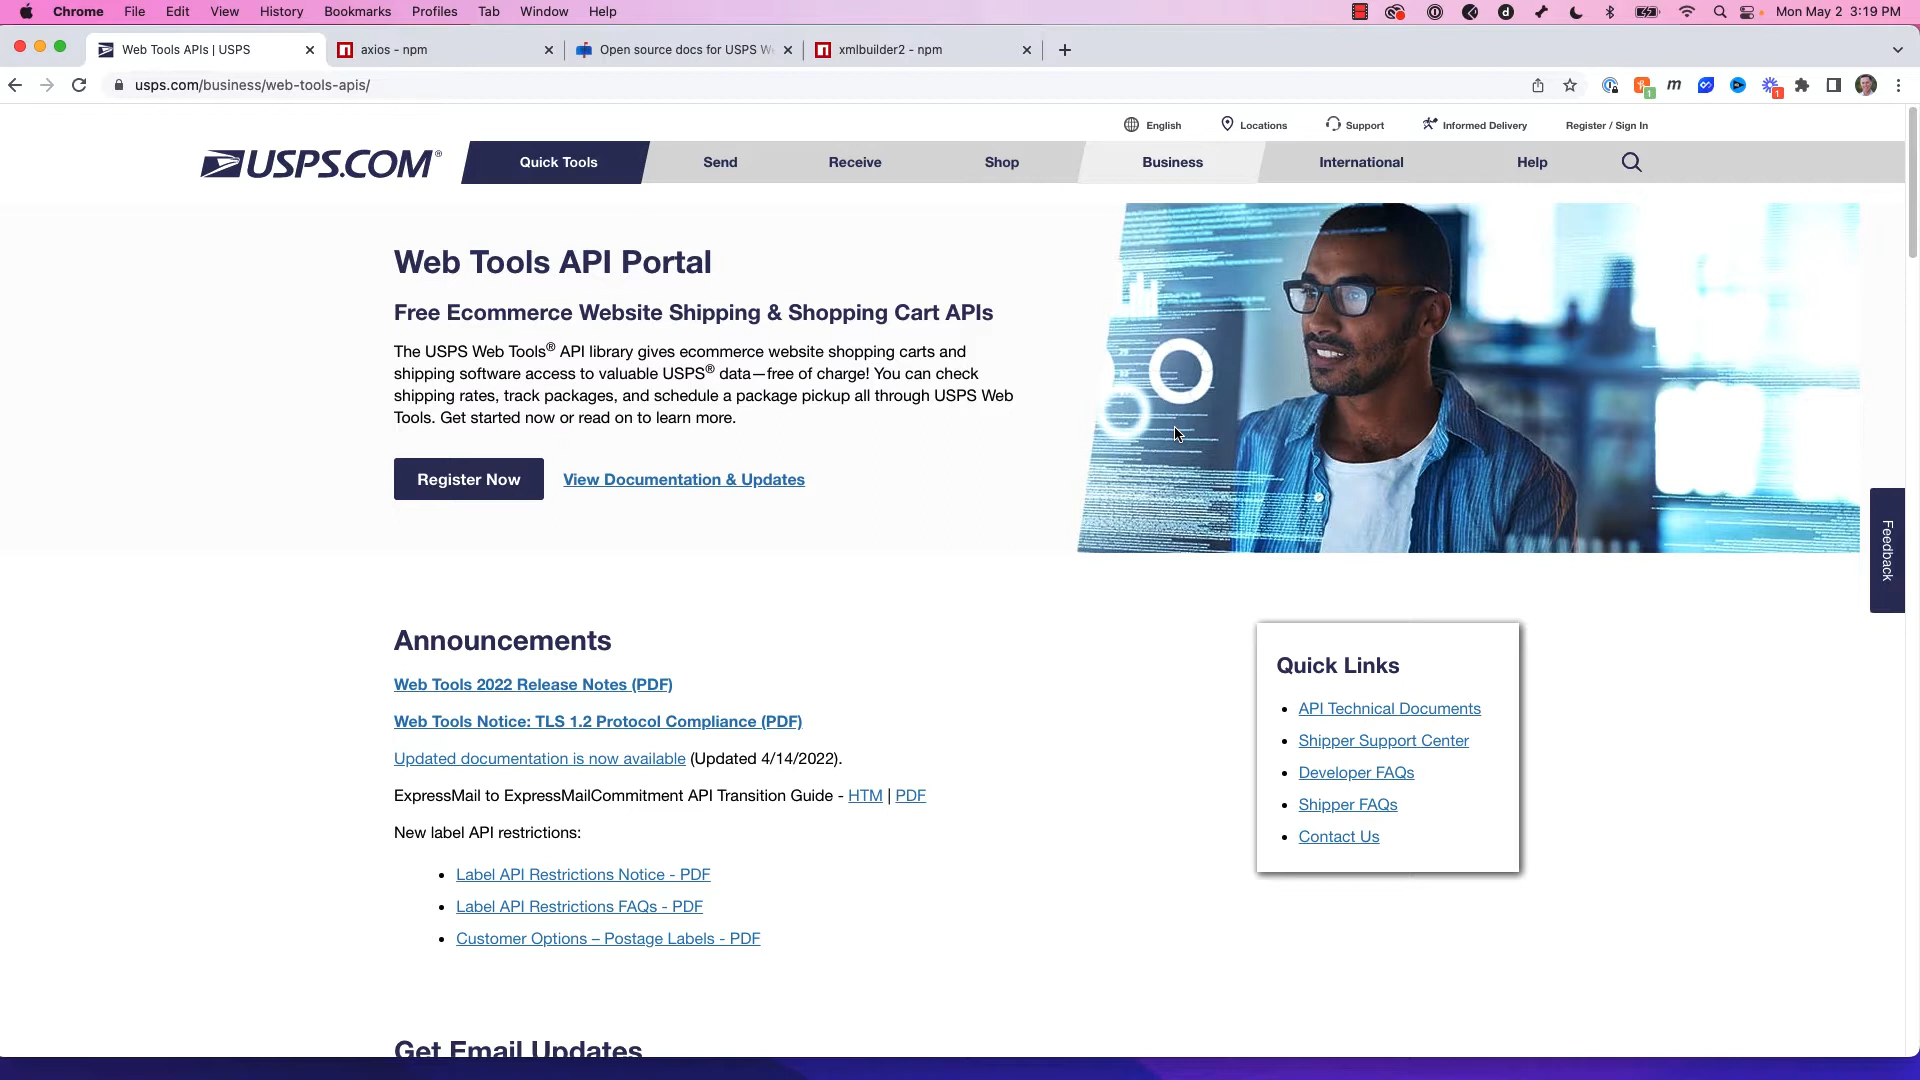 Chrome File Edit View History Bookmarks Profiles Tab Window Help Mon May 2 3:19 PM
Web Tools APIs | USPS axios - npm Open source docs for USPS W xmlbuilder2 - npm
usps.com/business/web-tools-apis/
English Locations Support Informed Delivery Register / Sign In
USPS.COM® Quick Tools Send Receive Shop Business International Help
Web Tools API Portal
Free Ecommerce Website Shipping & Shopping Cart APIs
The USPS Web Tools® API library gives ecommerce website shopping carts and
shipping software access to valuable USPS® data—free of charge! You can check
shipping rates, track packages, and schedule a package pickup all through USPS Web
Tools. Get started now or read on to learn more.
Register Now View Documentation & Updates
Feedback
Announcements
Web Tools 2022 Release Notes (PDF)
Web Tools Notice: TLS 1.2 Protocol Compliance (PDF)
Updated documentation is now available (Updated 4/14/2022).
ExpressMail to ExpressMailCommitment API Transition Guide - HTM | PDF
New label API restrictions:
• Label API Restrictions Notice - PDF
• Label API Restrictions FAQs - PDF
• Customer Options – Postage Labels - PDF
Quick Links
• API Technical Documents
• Shipper Support Center
• Developer FAQs
• Shipper FAQs
• Contact Us
Get Email Updates